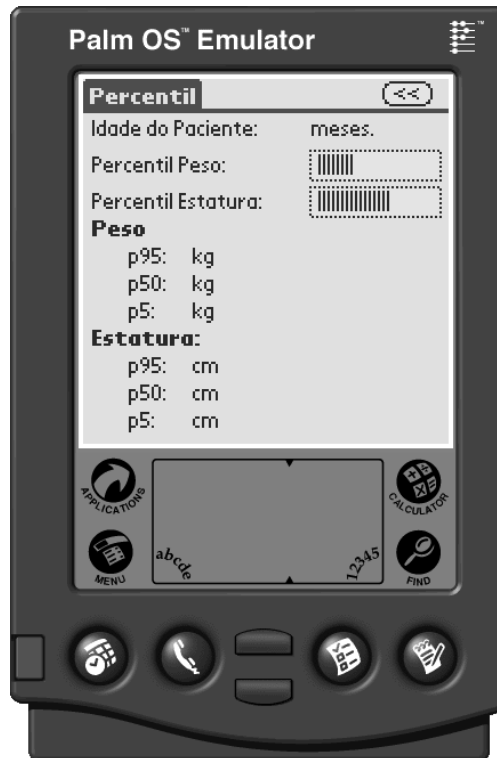 Palm OS™ Emulator
™
Percentil
<<
Idade do Paciente: meses.
Percentil Peso:
Percentil Estatura:
Peso
p95: kg
p50: kg
p5: kg
Estatura:
p95: cm
p50: cm
p5: cm
APPLICATIONS
CALCULATOR
MENU
abcde
12345
FIND